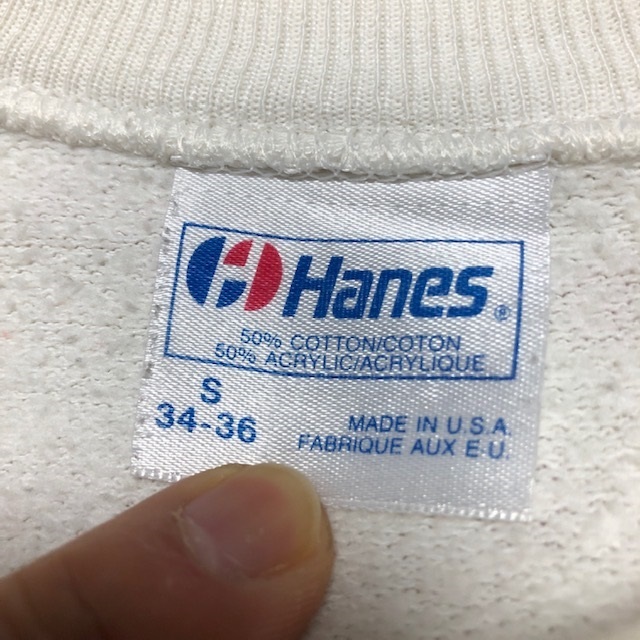 Hanes®
50% COTTON/COTON
50% ACRYLIC/ACRYLIQUE
S
34-36
MADE IN U.S.A.
FABRIQUE AUX E.U.